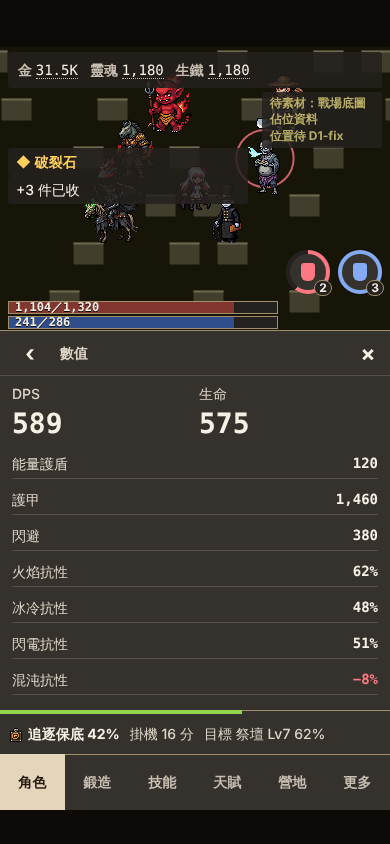 金 31.5K 靈魂 1,180 生鐵 1,180
待素材：戰場底圖
佔位資料
位置待 D1-fix
◆ 破裂石
+3 件已收
2
3
1,104／1,320
241／286
‹ 數值 ×
DPS 生命
589 575
能量護盾 120
護甲 1,460
閃避 380
火焰抗性 62%
冰冷抗性 48%
閃電抗性 51%
混沌抗性 −8%
追逐保底 42% 掛機 16 分 目標 祭壇 Lv7 62%
角色 鍛造 技能 天賦 營地 更多